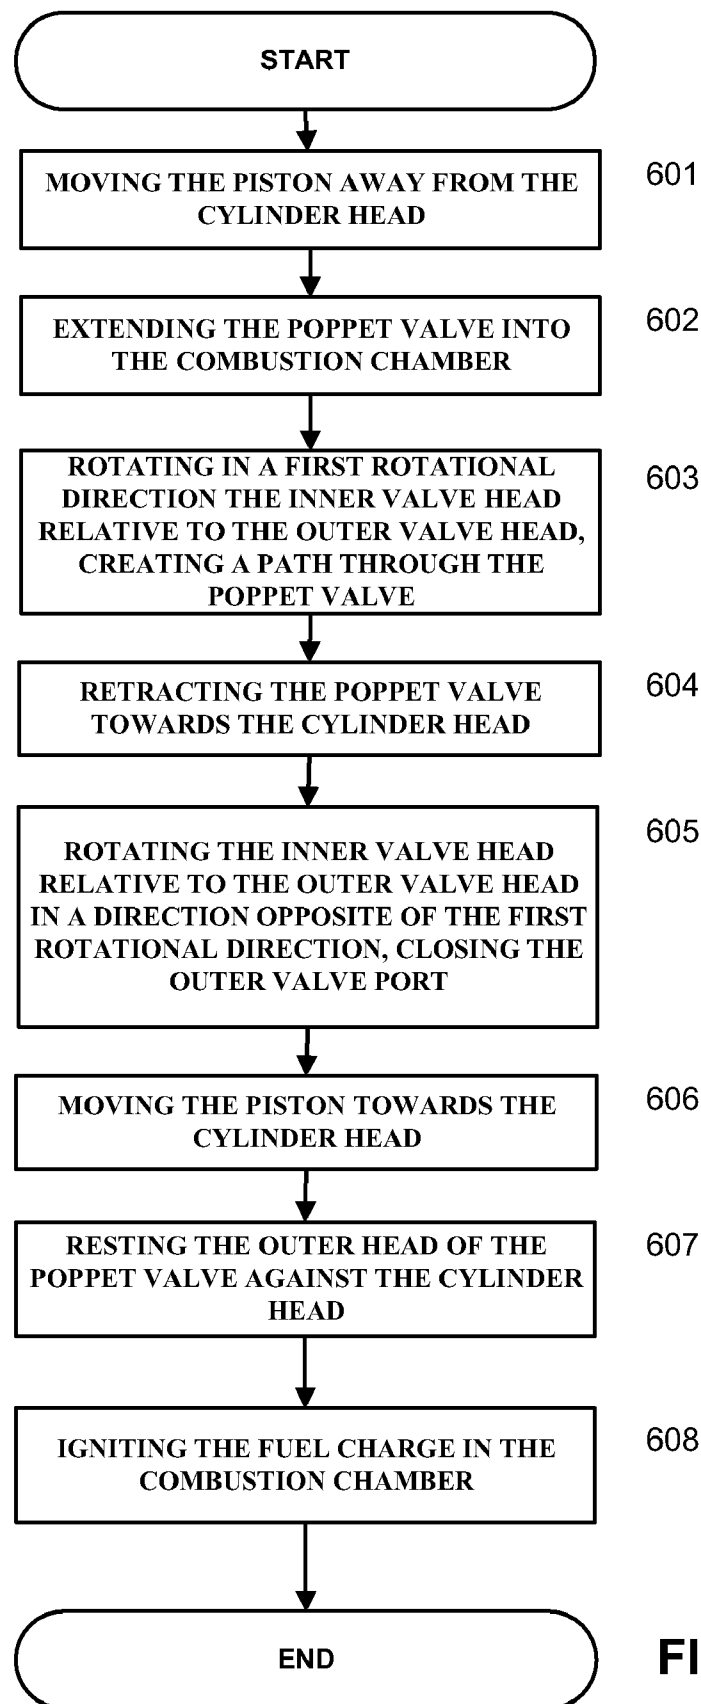 START
MOVING THE PISTON AWAY FROM THE
CYLINDER HEAD
601
EXTENDING THE POPPET VALVE INTO
THE COMBUSTION CHAMBER
602
ROTATING IN A FIRST ROTATIONAL
DIRECTION THE INNER VALVE HEAD
RELATIVE TO THE OUTER VALVE HEAD,
CREATING A PATH THROUGH THE
POPPET VALVE
603
RETRACTING THE POPPET VALVE
TOWARDS THE CYLINDER HEAD
604
ROTATING THE INNER VALVE HEAD
RELATIVE TO THE OUTER VALVE HEAD
IN A DIRECTION OPPOSITE OF THE FIRST
ROTATIONAL DIRECTION, CLOSING THE
OUTER VALVE PORT
605
MOVING THE PISTON TOWARDS THE
CYLINDER HEAD
606
RESTING THE OUTER HEAD OF THE
POPPET VALVE AGAINST THE CYLINDER
HEAD
607
IGNITING THE FUEL CHARGE IN THE
COMBUSTION CHAMBER
608
END
FI